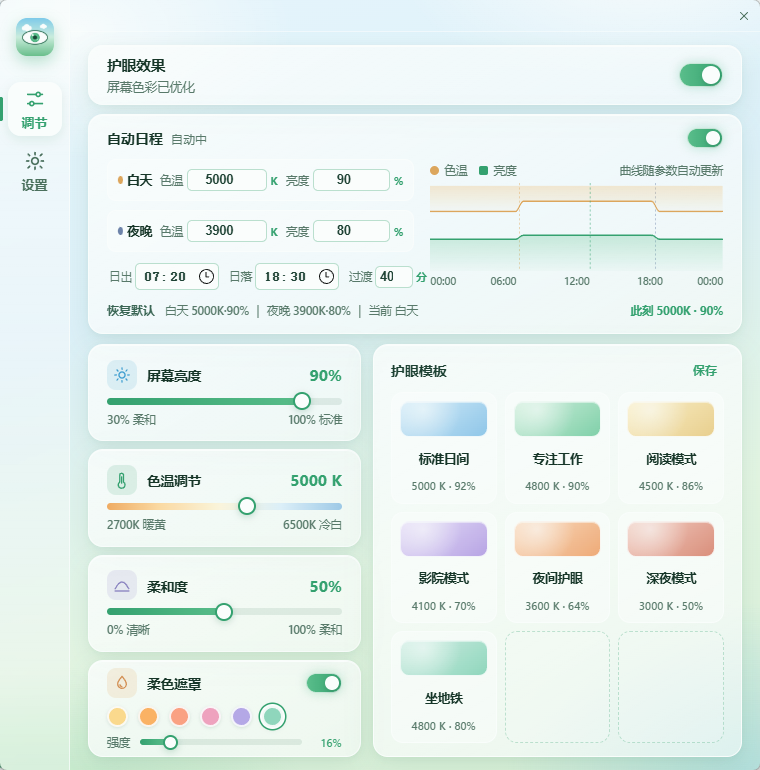 调节
设置
护眼效果
屏幕色彩已优化
自动日程 自动中
白天 色温 5000 K 亮度 90 %
夜晚 色温 3900 K 亮度 80 %
日出 07:20 日落 18:30 过渡 40 分
恢复默认 白天 5000K·90% | 夜晚 3900K·80% | 当前 白天
色温 亮度 曲线随参数自动更新
00:00 06:00 12:00 18:00 00:00
此刻 5000K · 90%
屏幕亮度 90%
30% 柔和 100% 标准
色温调节 5000 K
2700K 暖黄 6500K 冷白
柔和度 50%
0% 清晰 100% 柔和
柔色遮罩
强度 16%
护眼模板 保存
标准日间 专注工作 阅读模式
5000 K · 92% 4800 K · 90% 4500 K · 86%
影院模式 夜间护眼 深夜模式
4100 K · 70% 3600 K · 64% 3000 K · 50%
坐地铁
4800 K · 80%